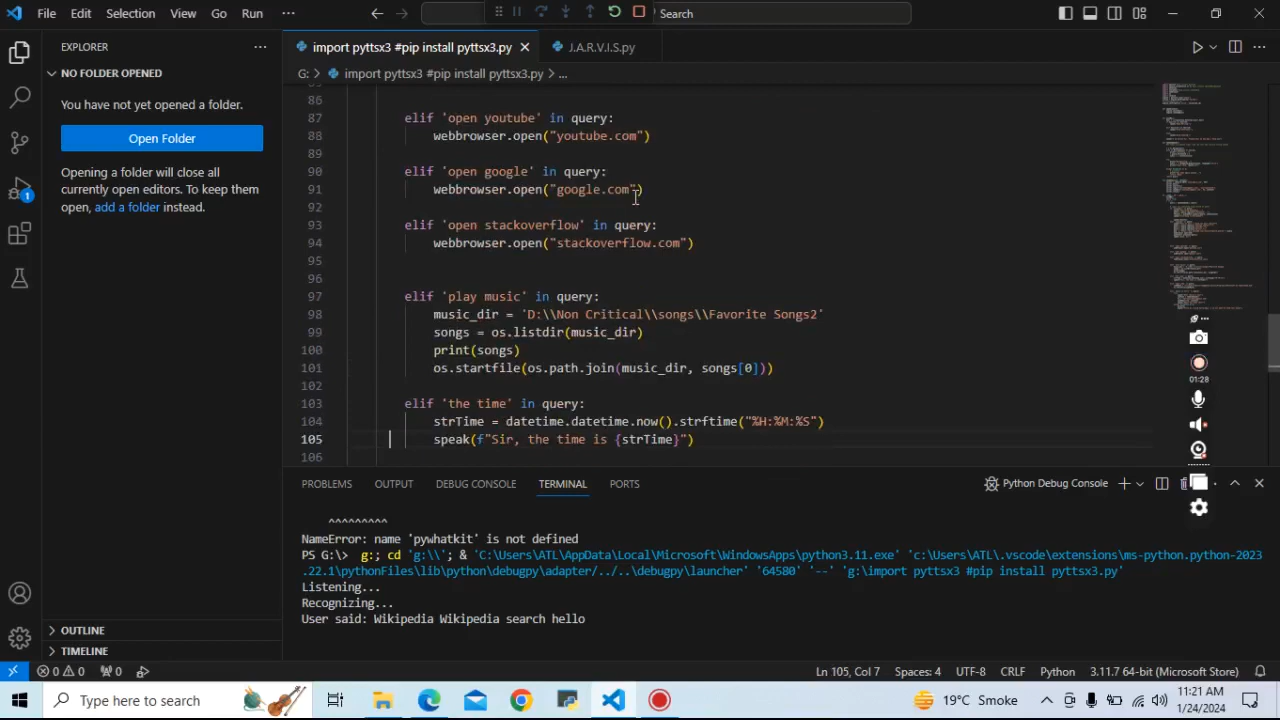 File Edit Selection View Go Run ··· Search
EXPLORER ···
NO FOLDER OPENED
You have not yet opened a folder.
Open Folder
Opening a folder will close all
currently open editors. To keep them
open, add a folder instead.
OUTLINE
TIMELINE
1
import pyttsx3 #pip install pyttsx3.py J.A.R.V.I.S.py
G: > import pyttsx3 #pip install pyttsx3.py > ...
86
87 elif 'open youtube' in query:
88 webbrowser.open("youtube.com")
89
90 elif 'open google' in query:
91 webbrowser.open("google.com")
92
93 elif 'open stackoverflow' in query:
94 webbrowser.open("stackoverflow.com")
95
96
97 elif 'play music' in query:
98 music_dir = 'D:\\Non Critical\\songs\\Favorite Songs2'
99 songs = os.listdir(music_dir)
100 print(songs)
101 os.startfile(os.path.join(music_dir, songs[0]))
102
103 elif 'the time' in query:
104 strTime = datetime.datetime.now().strftime("%H:%M:%S")
105 speak(f"Sir, the time is {strTime}")
106
01:28
PROBLEMS OUTPUT DEBUG CONSOLE TERMINAL PORTS Python Debug Console
^^^^^^^^^
NameError: name 'pywhatkit' is not defined
PS G:\> g:; cd 'g:\\'; & 'C:\Users\ATL\AppData\Local\Microsoft\WindowsApps\python3.11.exe' 'c:\Users\ATL\.vscode\extensions\ms-python.python-2023
.22.1\pythonFiles\lib\python\debugpy\adapter/../..\debugpy\launcher' '64580' '--' 'g:\import pyttsx3 #pip install pyttsx3.py'
Listening...
Recognizing...
User said: Wikipedia Wikipedia search hello
0 0 0 Ln 105, Col 7 Spaces: 4 UTF-8 CRLF Python 3.11.7 64-bit (Microsoft Store)
Type here to search 19°C Smoke 11:21 AM
1/24/2024